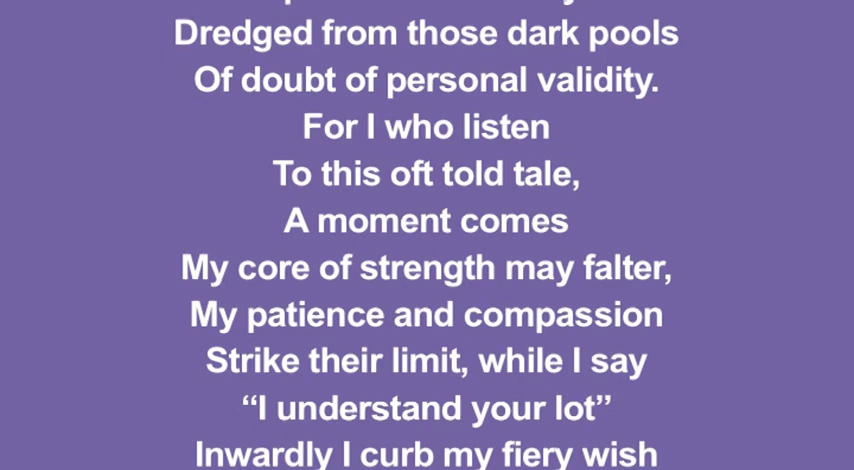 Dredged from those dark pools
Of doubt of personal validity.
For I who listen
To this oft told tale,
A moment comes
My core of strength may falter,
My patience and compassion
Strike their limit, while I say
“I understand your lot”
Inwardly I curb my fiery wish